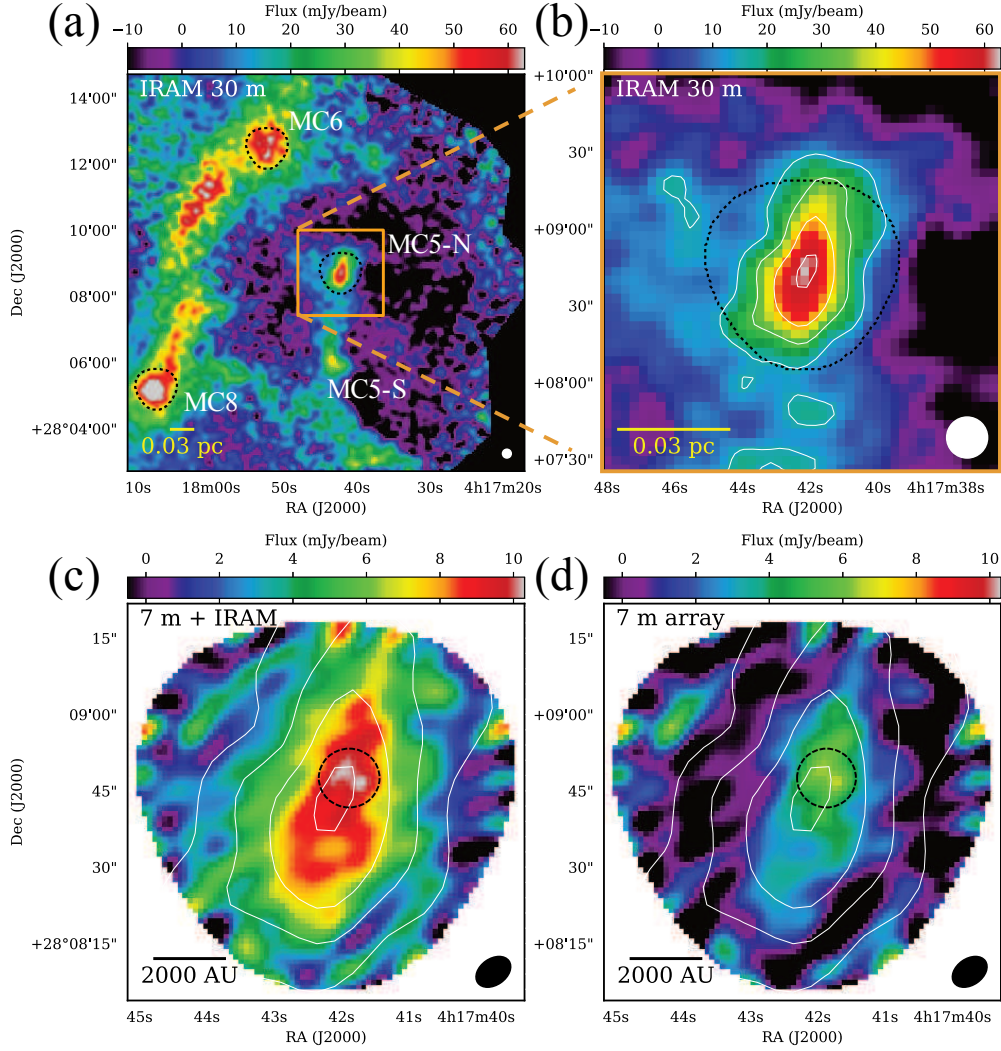 (a)
Flux (mJy/beam)
−10 0 10 20 30 40 50 60
IRAM 30 m
MC6
MC5-N
MC5-S
MC8
0.03 pc
14'00"
12'00"
10'00"
08'00"
06'00"
+28°04'00"
Dec (J2000)
10s 18m00s 50s 40s 30s 4h17m20s
RA (J2000)
(b)
Flux (mJy/beam)
−10 0 10 20 30 40 50 60
IRAM 30 m
+10'00"
30"
+09'00"
30"
+08'00"
+07'30"
0.03 pc
48s 46s 44s 42s 40s 4h17m38s
RA (J2000)
(c)
Flux (mJy/beam)
0 2 4 6 8 10
7 m + IRAM
15"
09'00"
45"
30"
+28°08'15"
Dec (J2000)
2000 AU
45s 44s 43s 42s 41s 4h17m40s
RA (J2000)
(d)
Flux (mJy/beam)
0 2 4 6 8 10
7 m array
15"
+09'00"
45"
30"
+08'15"
2000 AU
45s 44s 43s 42s 41s 4h17m40s
RA (J2000)